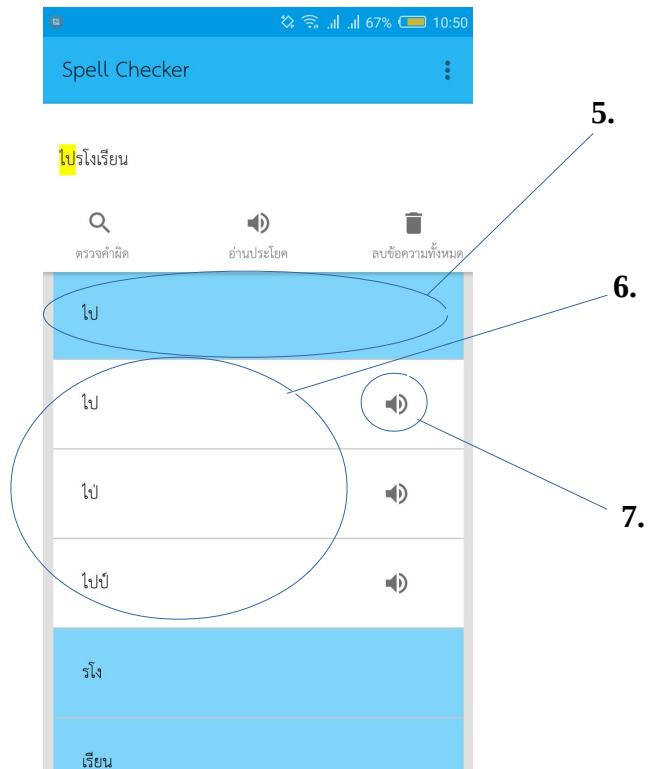 67% 10:50
Spell Checker
5.
ไปรโงเรียน
ตรวจคำผิด อ่านประโยค ลบข้อความทั้งหมด
6.
ไป
ไป
ไป่
7.
ไปป์
รโง
เรียน